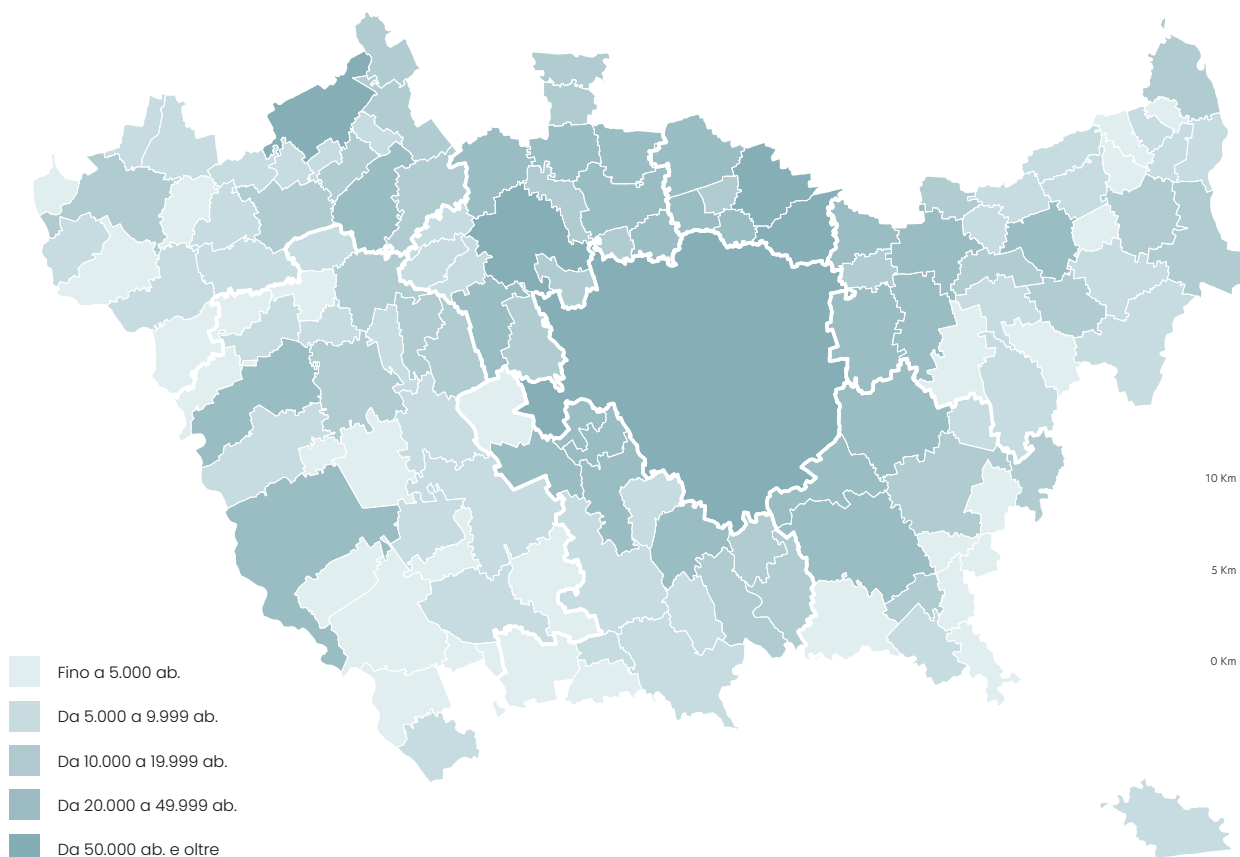 10 Km
5 Km
0 Km
Fino a 5.000 ab.
Da 5.000 a 9.999 ab.
Da 10.000 a 19.999 ab.
Da 20.000 a 49.999 ab.
Da 50.000 ab. e oltre